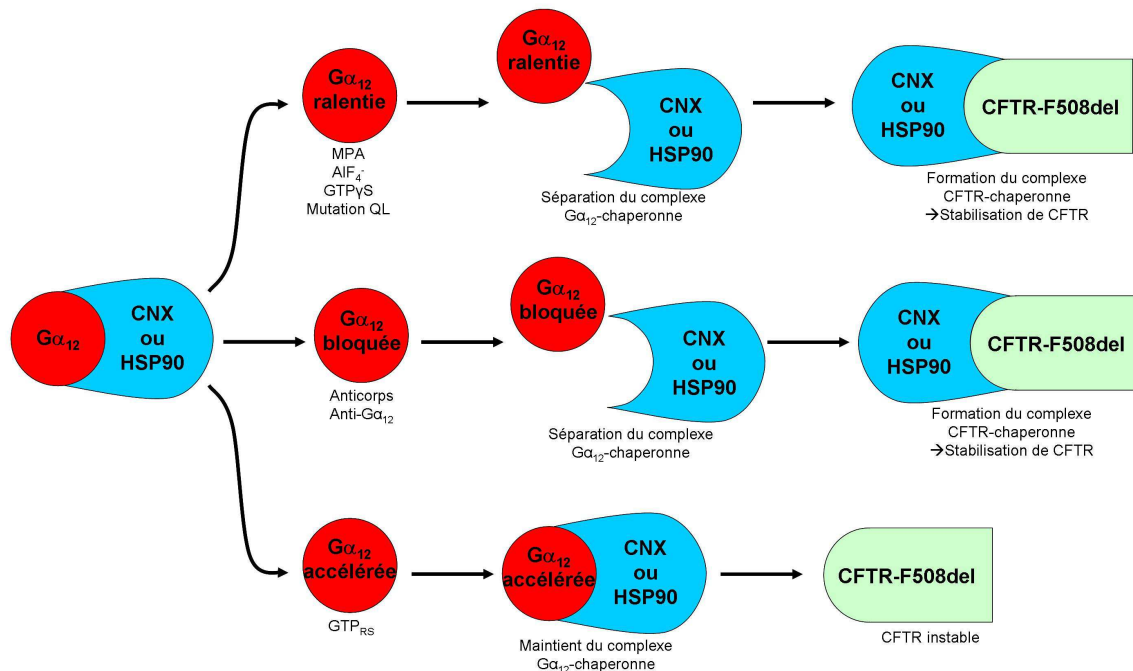 Gα12
ralentie
MPA
AlF4-
GTPγS
Mutation QL
Gα12
ralentie
CNX
ou
HSP90
Séparation du complexe
Gα12-chaperonne
CNX
ou
HSP90
CFTR-F508del
Formation du complexe
CFTR-chaperonne
→Stabilisation de CFTR
Gα12
CNX
ou
HSP90
Gα12
bloquée
Anticorps
Anti-Gα12
Gα12
bloquée
CNX
ou
HSP90
Séparation du complexe
Gα12-chaperonne
CNX
ou
HSP90
CFTR-F508del
Formation du complexe
CFTR-chaperonne
→Stabilisation de CFTR
Gα12
accélérée
GTPRS
Gα12
accélérée
CNX
ou
HSP90
Maintient du complexe
Gα12-chaperonne
CFTR-F508del
CFTR instable